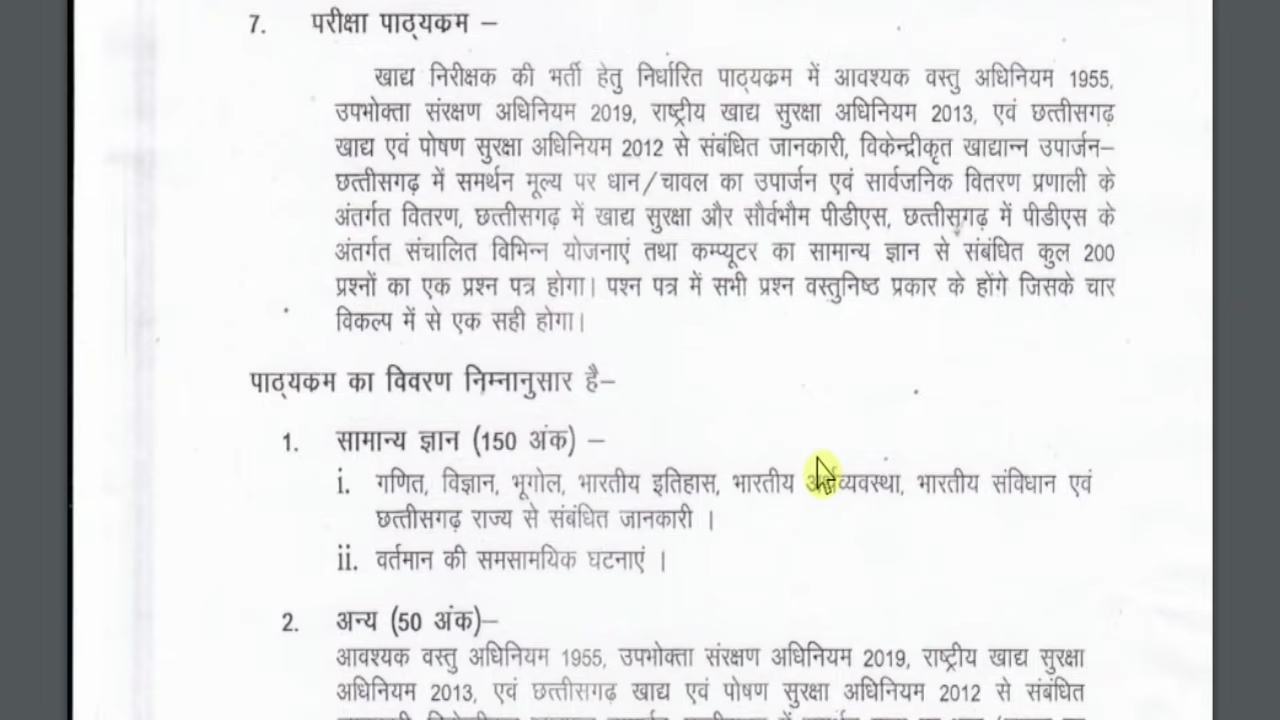 7. परीक्षा पाठ्यकम –
खाद्य निरीक्षक की भर्ती हेतु निर्धारित पाठ्यकम में आवश्यक वस्तु अधिनियम 1955,
उपभोक्ता संरक्षण अधिनियम 2019, राष्ट्रीय खाद्य सुरक्षा अधिनियम 2013, एवं छत्तीसगढ़
खाद्य एवं पोषण सुरक्षा अधिनियम 2012 से संबंधित जानकारी, विकेन्द्रीकृत खाद्यान्न उपार्जन–
छत्तीसगढ़ में समर्थन मूल्य पर धान/चावल का उपार्जन एवं सार्वजनिक वितरण प्रणाली के
अंतर्गत वितरण, छत्तीसगढ़ में खाद्य सुरक्षा और सौर्वभौम पीडीएस, छत्तीसगढ़ में पीडीएस के
अंतर्गत संचालित विभिन्न योजनाएं तथा कम्प्यूटर का सामान्य ज्ञान से संबंधित कुल 200
प्रश्नों का एक प्रश्न पत्र होगा। पश्न पत्र में सभी प्रश्न वस्तुनिष्ठ प्रकार के होंगे जिसके चार
विकल्प में से एक सही होगा।
पाठ्यकम का विवरण निम्नानुसार है–
1. सामान्य ज्ञान (150 अंक) –
i. गणित, विज्ञान, भूगोल, भारतीय इतिहास, भारतीय अर्थव्यवस्था, भारतीय संविधान एवं
छत्तीसगढ़ राज्य से संबंधित जानकारी ।
ii. वर्तमान की समसामयिक घटनाएं ।
2. अन्य (50 अंक)–
आवश्यक वस्तु अधिनियम 1955, उपभोक्ता संरक्षण अधिनियम 2019, राष्ट्रीय खाद्य सुरक्षा
अधिनियम 2013, एवं छत्तीसगढ़ खाद्य एवं पोषण सुरक्षा अधिनियम 2012 से संबंधित